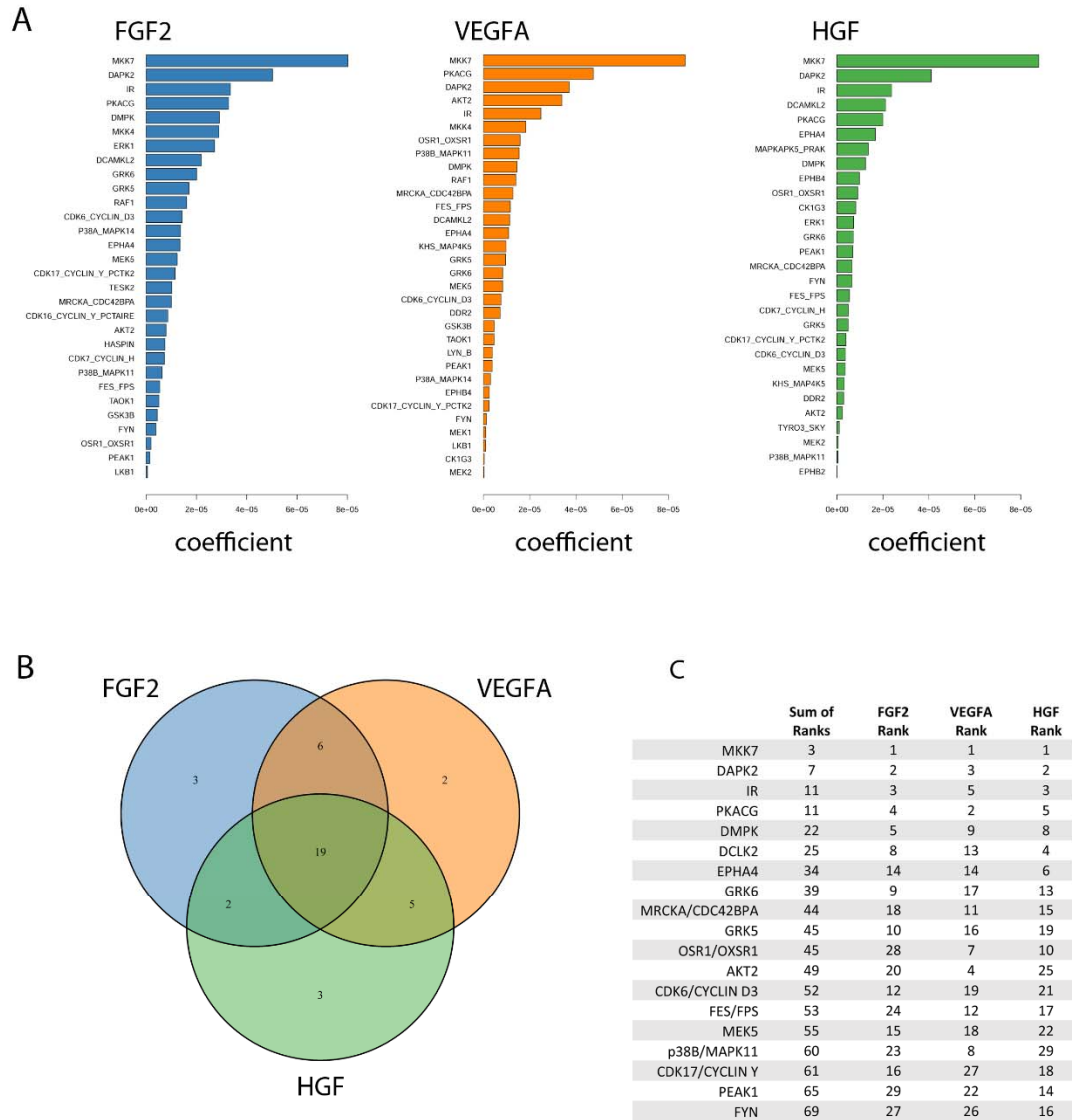 A
FGF2
MKK7
DAPK2
IR
PKACG
DMPK
MKK4
ERK1
DCAMKL2
GRK6
GRK5
RAF1
CDK6_CYCLIN_D3
P38A_MAPK14
EPHA4
MEK5
CDK17_CYCLIN_Y_PCTK2
TESK2
MRCKA_CDC42BPA
CDK16_CYCLIN_Y_PCTAIRE
AKT2
HASPIN
CDK7_CYCLIN_H
P38B_MAPK11
FES_FPS
TAOK1
GSK3B
FYN
OSR1_OXSR1
PEAK1
LKB1
0e+00 2e-05 4e-05 6e-05 8e-05
coefficient
VEGFA
MKK7
PKACG
DAPK2
AKT2
IR
MKK4
OSR1_OXSR1
P38B_MAPK11
DMPK
RAF1
MRCKA_CDC42BPA
FES_FPS
DCAMKL2
EPHA4
KHS_MAP4K5
GRK5
GRK6
MEK5
CDK6_CYCLIN_D3
DDR2
GSK3B
TAOK1
LYN_B
PEAK1
P38A_MAPK14
EPHB4
CDK17_CYCLIN_Y_PCTK2
FYN
MEK1
LKB1
CK1G3
MEK2
0e+00 2e-05 4e-05 6e-05 8e-05
coefficient
HGF
MKK7
DAPK2
IR
DCAMKL2
PKACG
EPHA4
MAPKAPK5_PRAK
DMPK
EPHB4
OSR1_OXSR1
CK1G3
ERK1
GRK6
PEAK1
MRCKA_CDC42BPA
FYN
FES_FPS
CDK7_CYCLIN_H
GRK5
CDK17_CYCLIN_Y_PCTK2
CDK6_CYCLIN_D3
MEK5
KHS_MAP4K5
DDR2
AKT2
TYRO3_SKY
MEK2
P38B_MAPK11
EPHB2
0e+00 2e-05 4e-05 6e-05 8e-05
coefficient
B
FGF2
VEGFA
6
3
2
19
2
5
3
HGF
C
Sum of Ranks FGF2 Rank VEGFA Rank HGF Rank
MKK7 3 1 1 1
DAPK2 7 2 3 2
IR 11 3 5 3
PKACG 11 4 2 5
DMPK 22 5 9 8
DCLK2 25 8 13 4
EPHA4 34 14 14 6
GRK6 39 9 17 13
MRCKA/CDC42BPA 44 18 11 15
GRK5 45 10 16 19
OSR1/OXSR1 45 28 7 10
AKT2 49 20 4 25
CDK6/CYCLIN D3 52 12 19 21
FES/FPS 53 24 12 17
MEK5 55 15 18 22
p38B/MAPK11 60 23 8 29
CDK17/CYCLIN Y 61 16 27 18
PEAK1 65 29 22 14
FYN 69 27 26 16